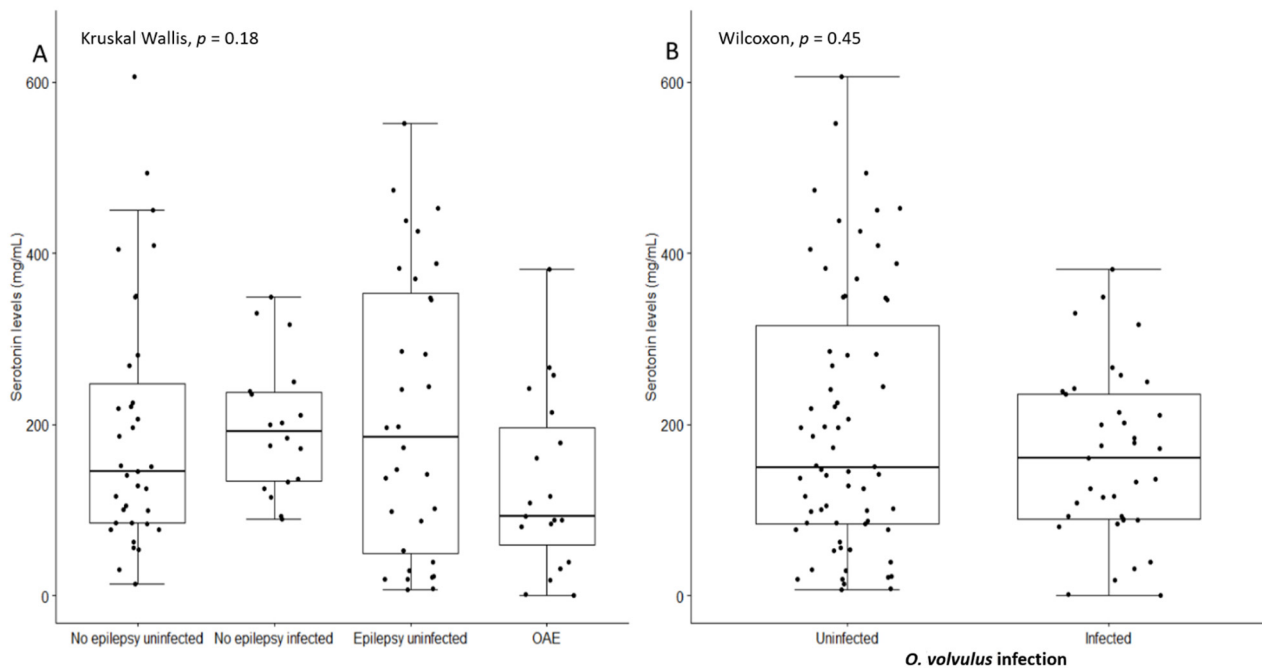 A
Kruskal Wallis, p = 0.18
Serotonin levels (mg/mL)
600
400
200
0
No epilepsy uninfected
No epilepsy infected
Epilepsy uninfected
OAE
B
Wilcoxon, p = 0.45
Serotonin levels (mg/mL)
600
400
200
0
Uninfected
Infected
O. volvulus infection